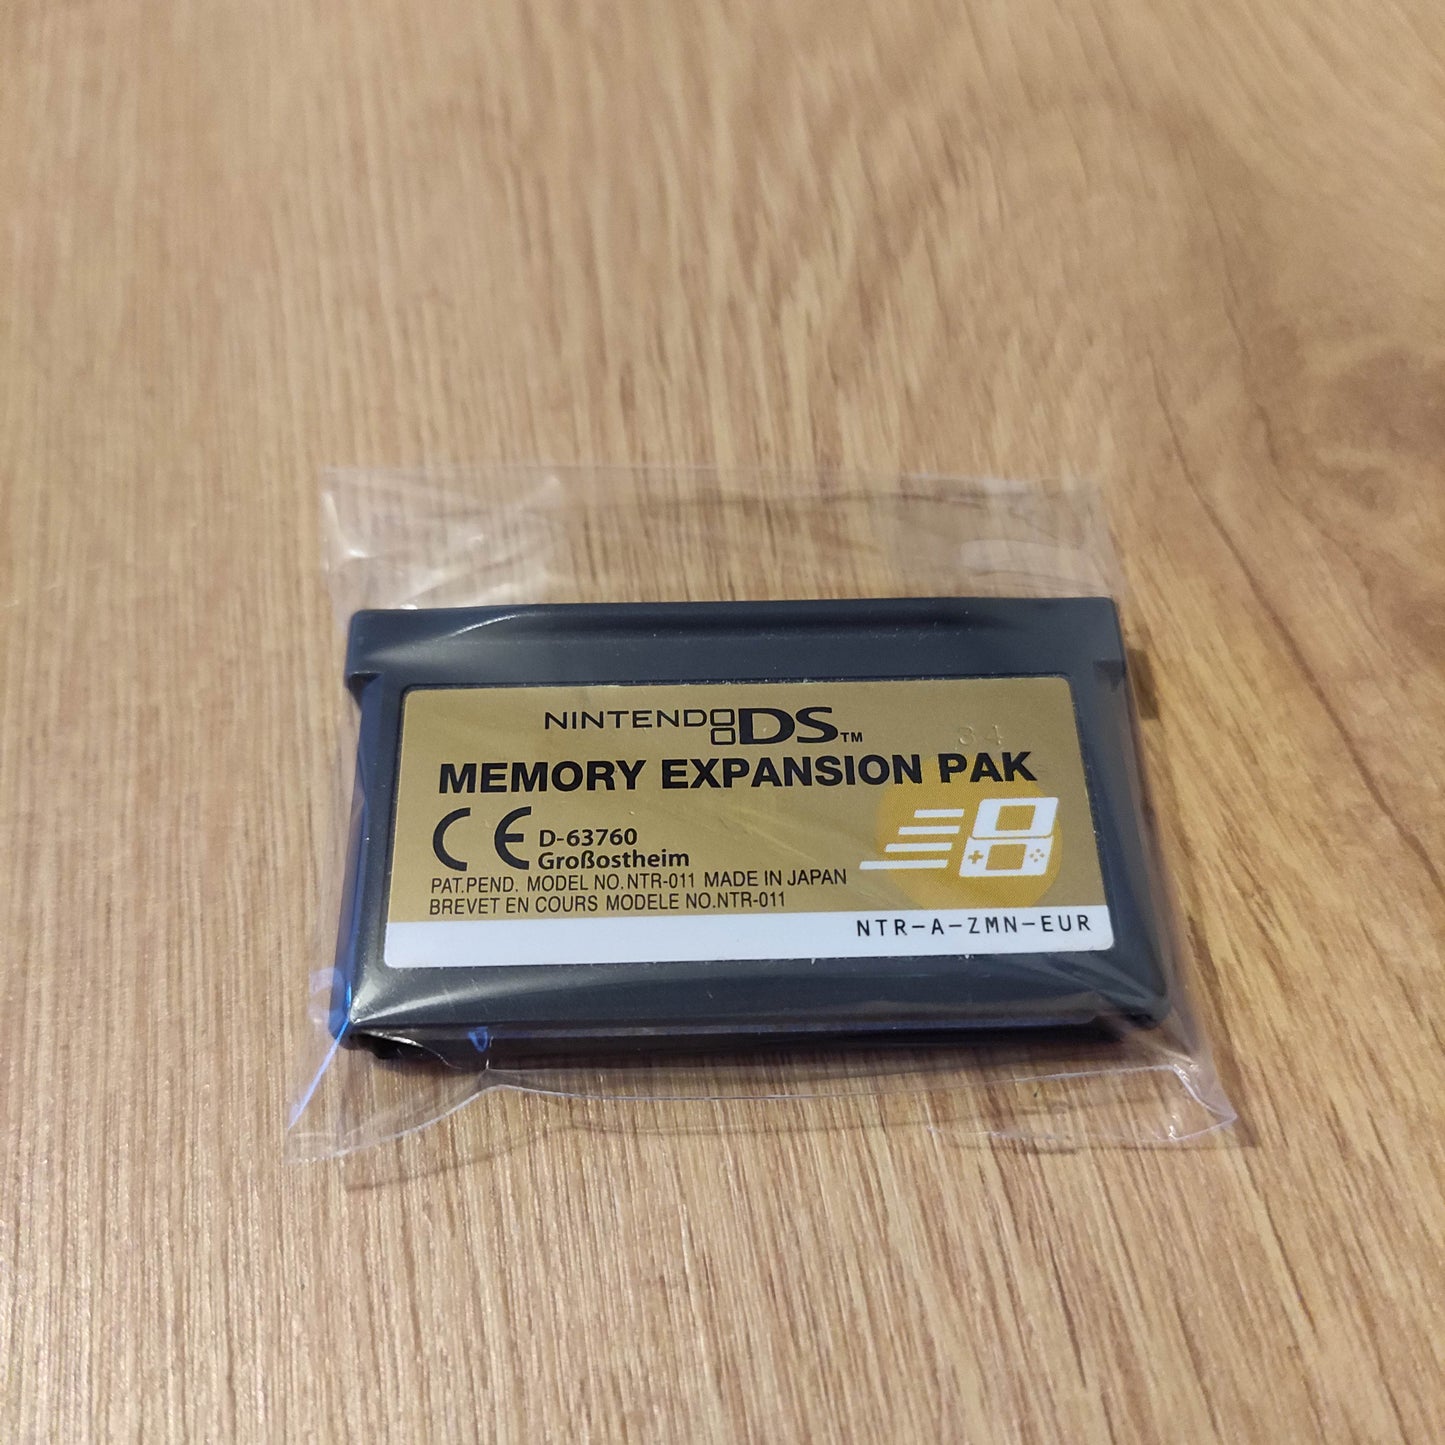 NINTENDO DS™
MEMORY EXPANSION PAK
CE D-63760
Großostheim
PAT.PEND. MODEL NO.NTR-011 MADE IN JAPAN
BREVET EN COURS MODELE NO.NTR-011
NTR-A-ZMN-EUR